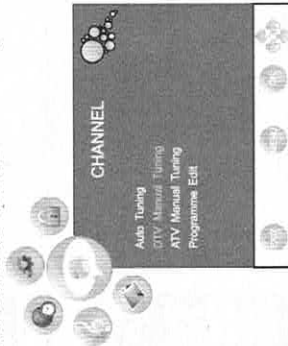 CHANNEL
Auto Tuning
DTV Manual Tuning
ATV Manual Tuning
Programme Edit